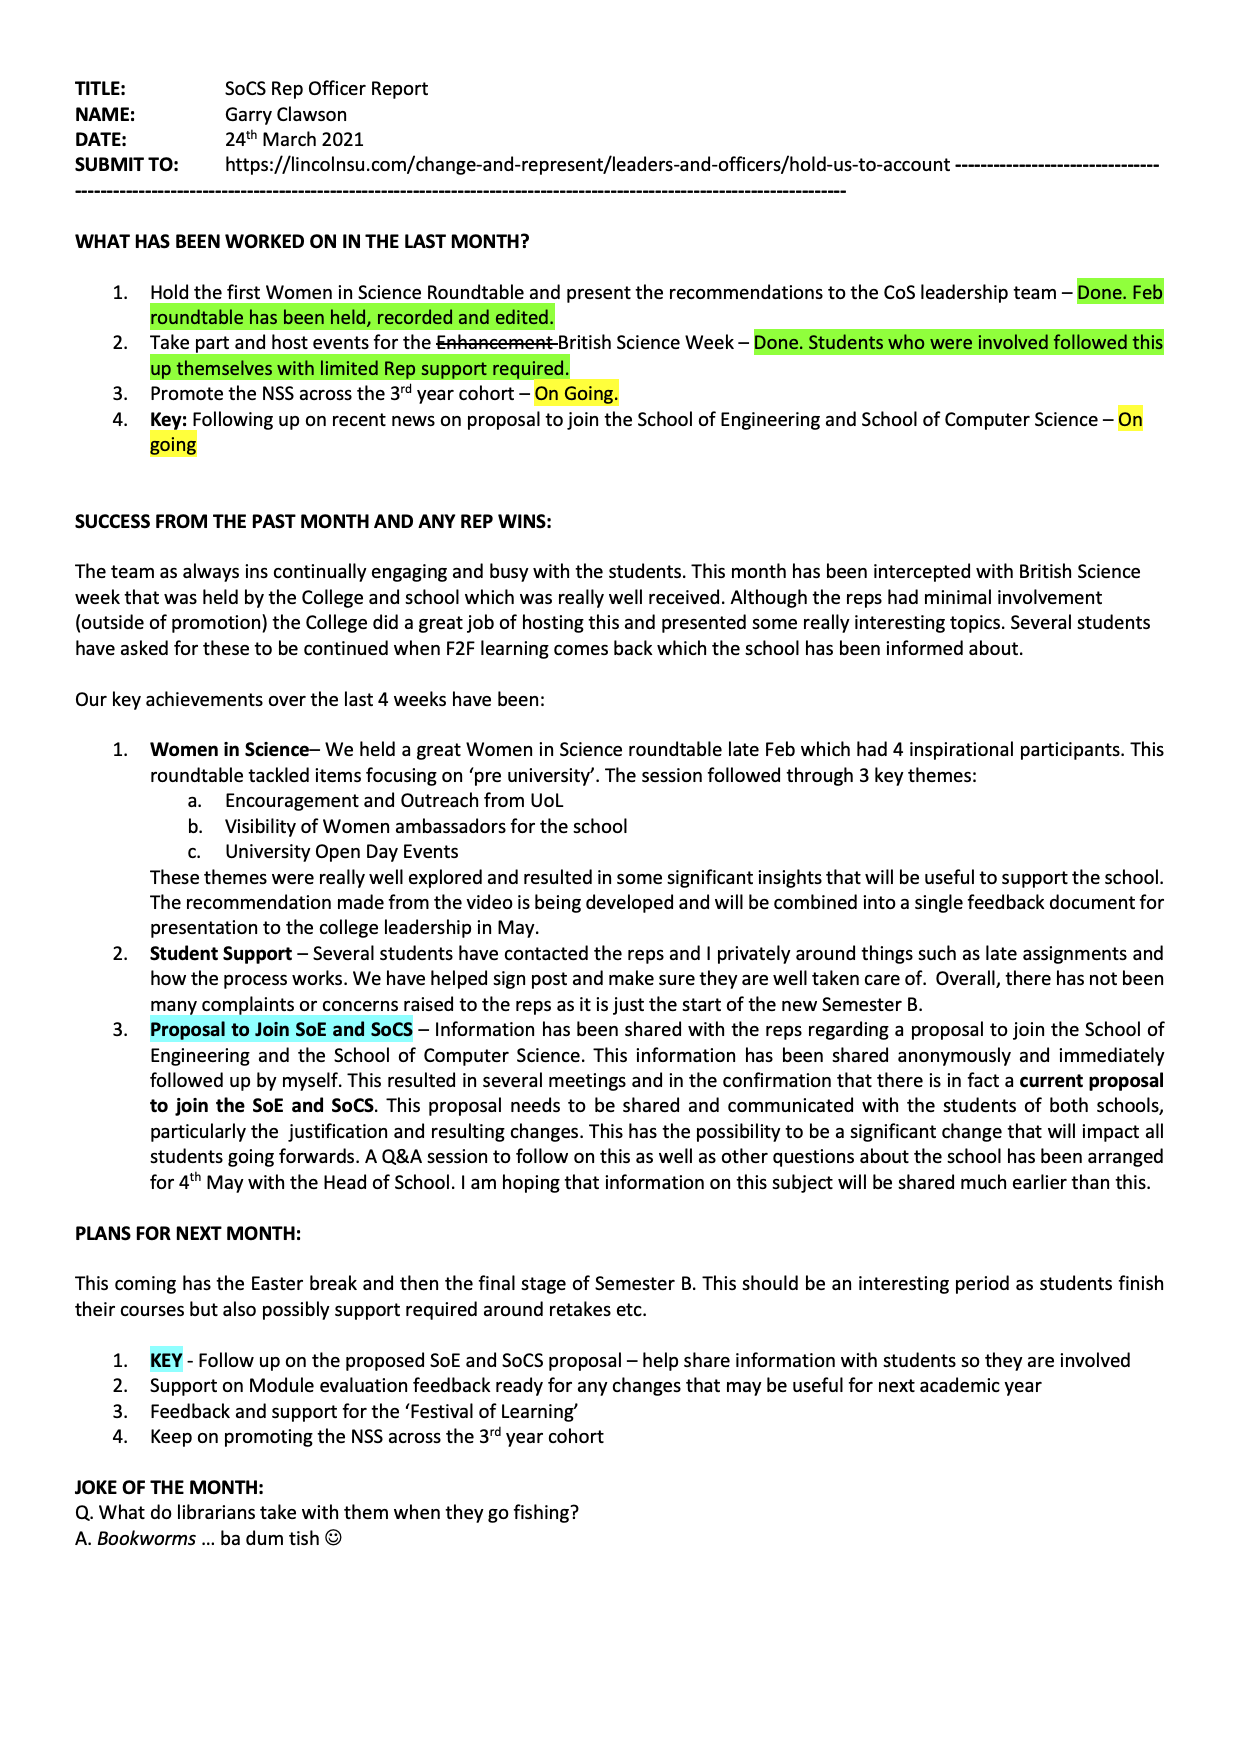 TITLE: SoCS Rep Officer Report
NAME: Garry Clawson
DATE: 24th March 2021
SUBMIT TO: https://lincolnsu.com/change-and-represent/leaders-and-officers/hold-us-to-account --------------------------------
-------------------------------------------------------------------------------------------------------------------------
WHAT HAS BEEN WORKED ON IN THE LAST MONTH?
1. Hold the first Women in Science Roundtable and present the recommendations to the CoS leadership team – Done. Feb
roundtable has been held, recorded and edited.
2. Take part and host events for the Enhancement British Science Week – Done. Students who were involved followed this
up themselves with limited Rep support required.
3. Promote the NSS across the 3rd year cohort – On Going.
4. Key: Following up on recent news on proposal to join the School of Engineering and School of Computer Science – On
going
SUCCESS FROM THE PAST MONTH AND ANY REP WINS:
The team as always ins continually engaging and busy with the students. This month has been intercepted with British Science
week that was held by the College and school which was really well received. Although the reps had minimal involvement
(outside of promotion) the College did a great job of hosting this and presented some really interesting topics. Several students
have asked for these to be continued when F2F learning comes back which the school has been informed about.
Our key achievements over the last 4 weeks have been:
1. Women in Science– We held a great Women in Science roundtable late Feb which had 4 inspirational participants. This
roundtable tackled items focusing on ‘pre university’. The session followed through 3 key themes:
a. Encouragement and Outreach from UoL
b. Visibility of Women ambassadors for the school
c. University Open Day Events
These themes were really well explored and resulted in some significant insights that will be useful to support the school.
The recommendation made from the video is being developed and will be combined into a single feedback document for
presentation to the college leadership in May.
2. Student Support – Several students have contacted the reps and I privately around things such as late assignments and
how the process works. We have helped sign post and make sure they are well taken care of. Overall, there has not been
many complaints or concerns raised to the reps as it is just the start of the new Semester B.
3. Proposal to Join SoE and SoCS – Information has been shared with the reps regarding a proposal to join the School of
Engineering and the School of Computer Science. This information has been shared anonymously and immediately
followed up by myself. This resulted in several meetings and in the confirmation that there is in fact a current proposal
to join the SoE and SoCS. This proposal needs to be shared and communicated with the students of both schools,
particularly the justification and resulting changes. This has the possibility to be a significant change that will impact all
students going forwards. A Q&A session to follow on this as well as other questions about the school has been arranged
for 4th May with the Head of School. I am hoping that information on this subject will be shared much earlier than this.
PLANS FOR NEXT MONTH:
This coming has the Easter break and then the final stage of Semester B. This should be an interesting period as students finish
their courses but also possibly support required around retakes etc.
1. KEY - Follow up on the proposed SoE and SoCS proposal – help share information with students so they are involved
2. Support on Module evaluation feedback ready for any changes that may be useful for next academic year
3. Feedback and support for the ‘Festival of Learning’
4. Keep on promoting the NSS across the 3rd year cohort
JOKE OF THE MONTH:
Q. What do librarians take with them when they go fishing?
A. Bookworms … ba dum tish ☺